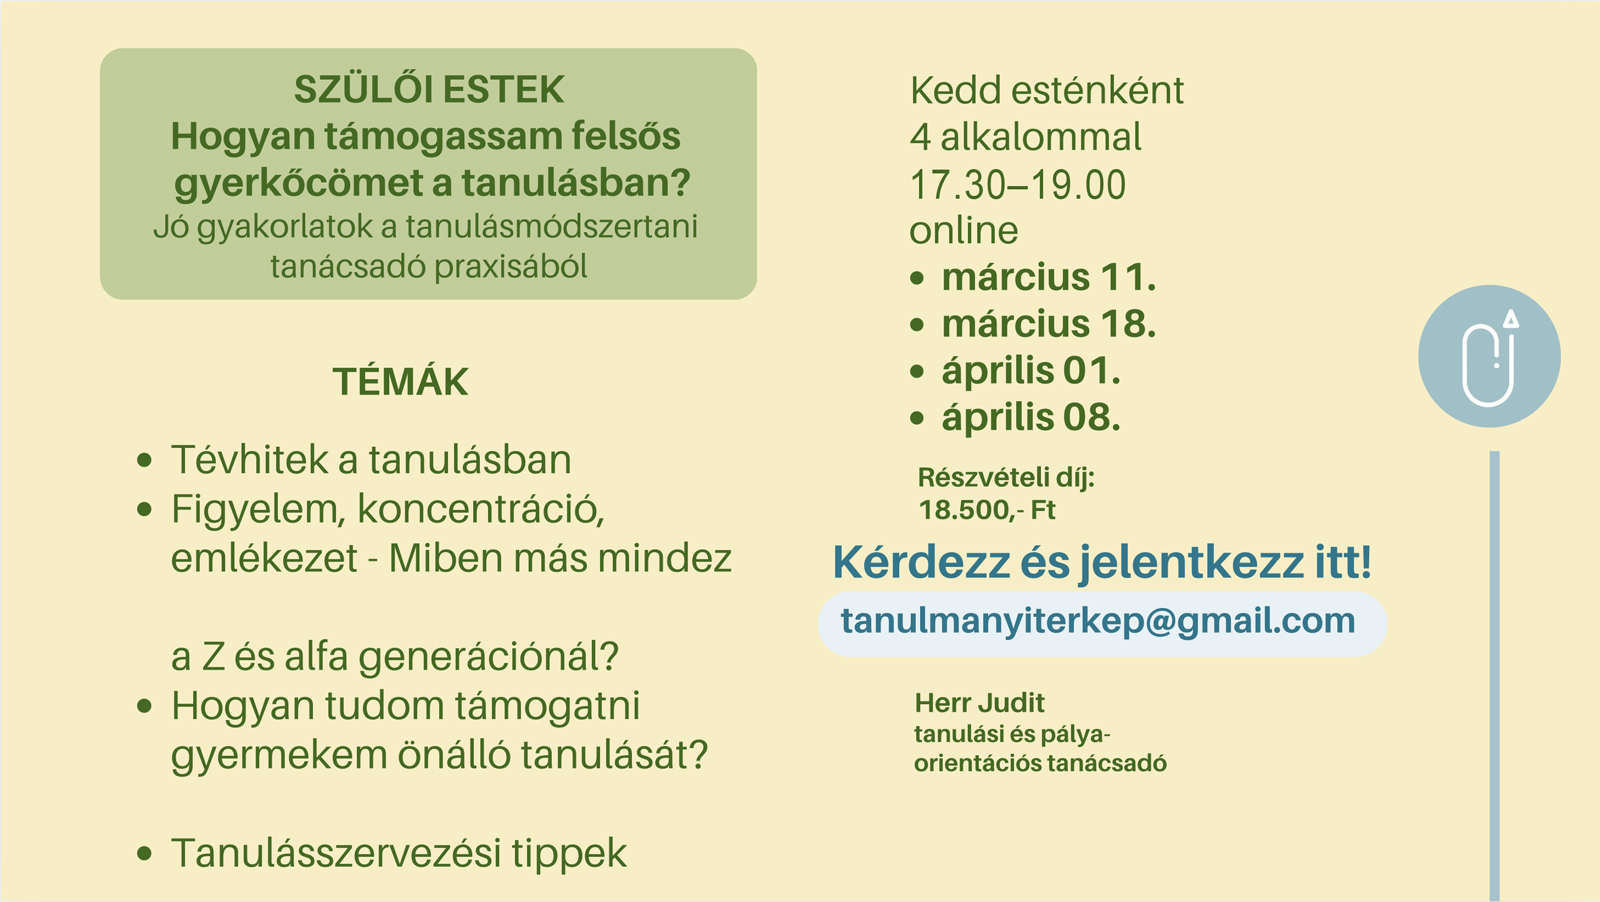 SZÜLŐI ESTEK
Hogyan támogassam felsős
gyerkőcömet a tanulásban?
Jó gyakorlatok a tanulásmódszertani
tanácsadó praxisából
TÉMÁK
• Tévhitek a tanulásban
• Figyelem, koncentráció,
emlékezet - Miben más mindez
a Z és alfa generációnál?
• Hogyan tudom támogatni
gyermekem önálló tanulását?
• Tanulásszervezési tippek
Kedd esténként
4 alkalommal
17.30–19.00
online
• március 11.
• március 18.
• április 01.
• április 08.
Részvételi díj:
18.500,- Ft
Kérdezz és jelentkezz itt!
tanulmanyiterkep@gmail.com
Herr Judit
tanulási és pálya-
orientációs tanácsadó